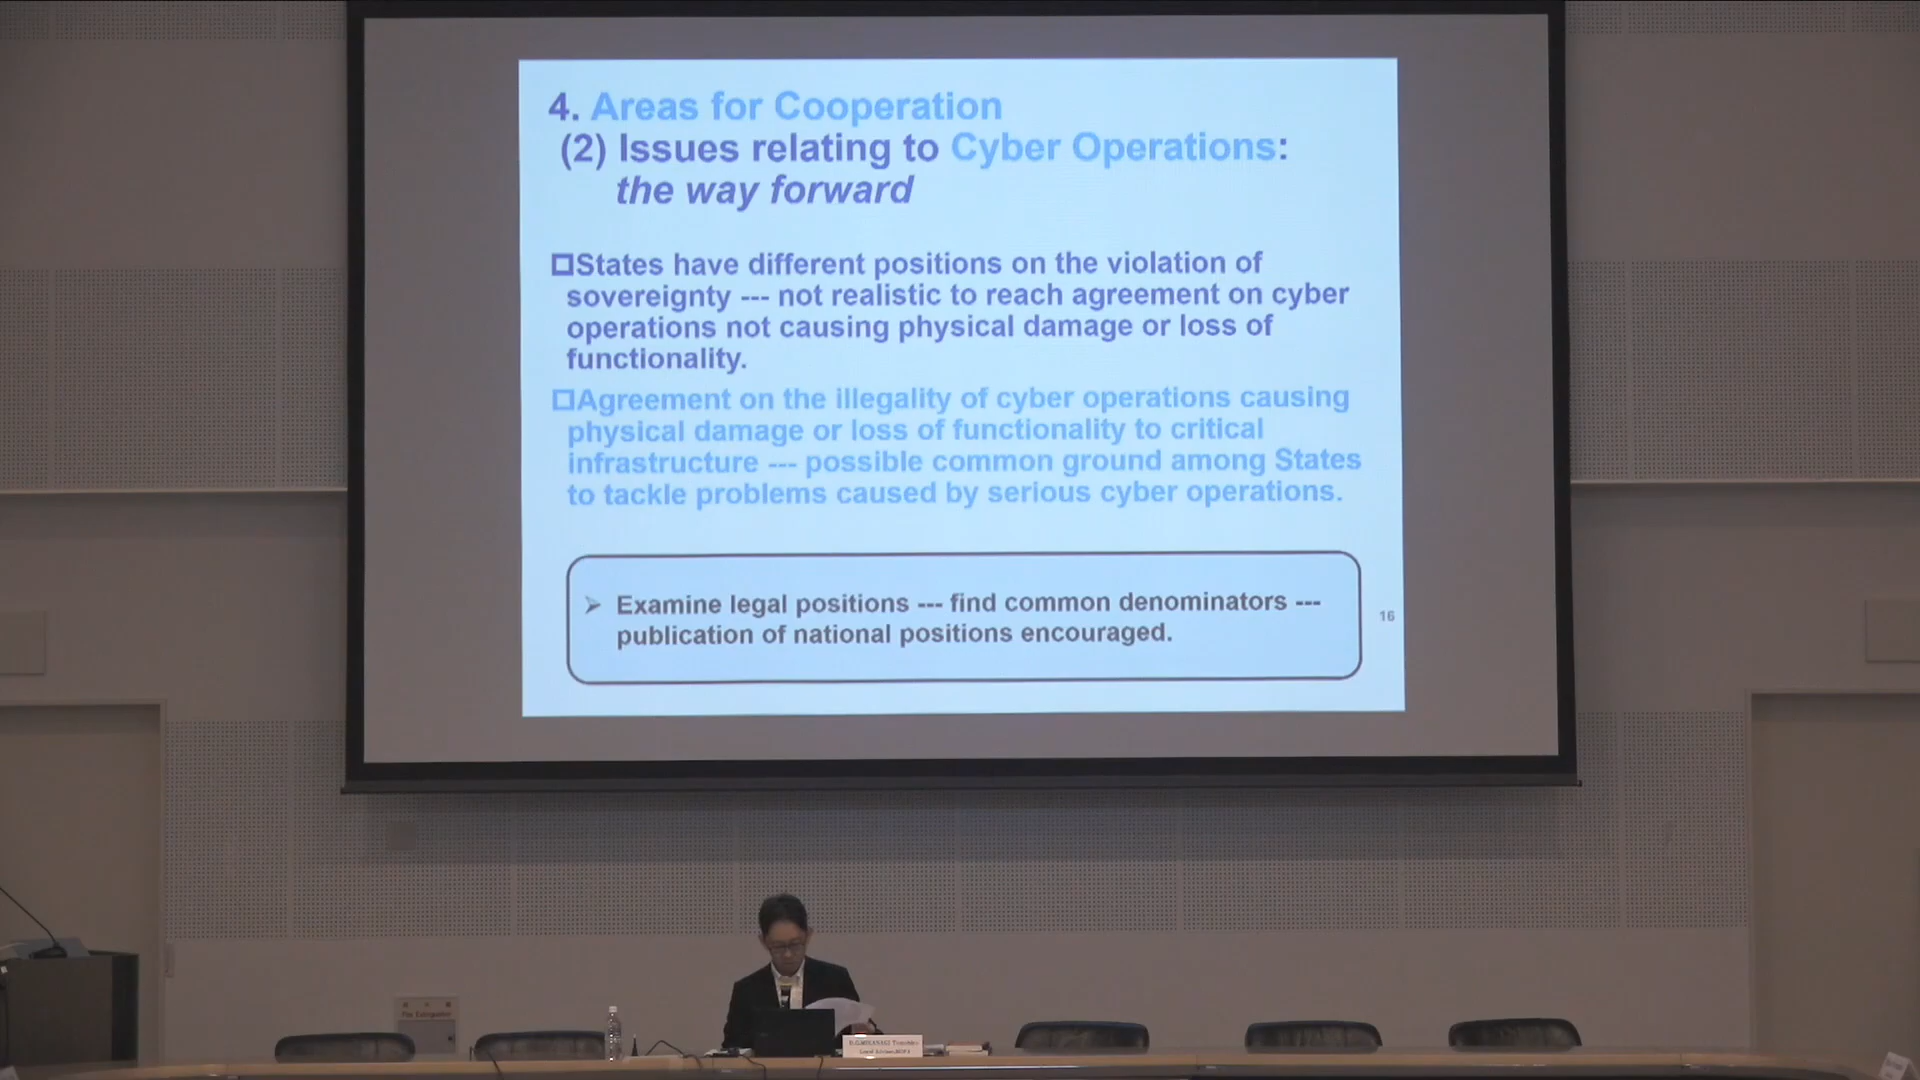 4. Areas for Cooperation
(2) Issues relating to Cyber Operations:
the way forward
States have different positions on the violation of
sovereignty --- not realistic to reach agreement on cyber
operations not causing physical damage or loss of
functionality.
Agreement on the illegality of cyber operations causing
physical damage or loss of functionality to critical
infrastructure --- possible common ground among States
to tackle problems caused by serious cyber operations.
➢ Examine legal positions --- find common denominators ---
publication of national positions encouraged.
16
Fire Extinguisher